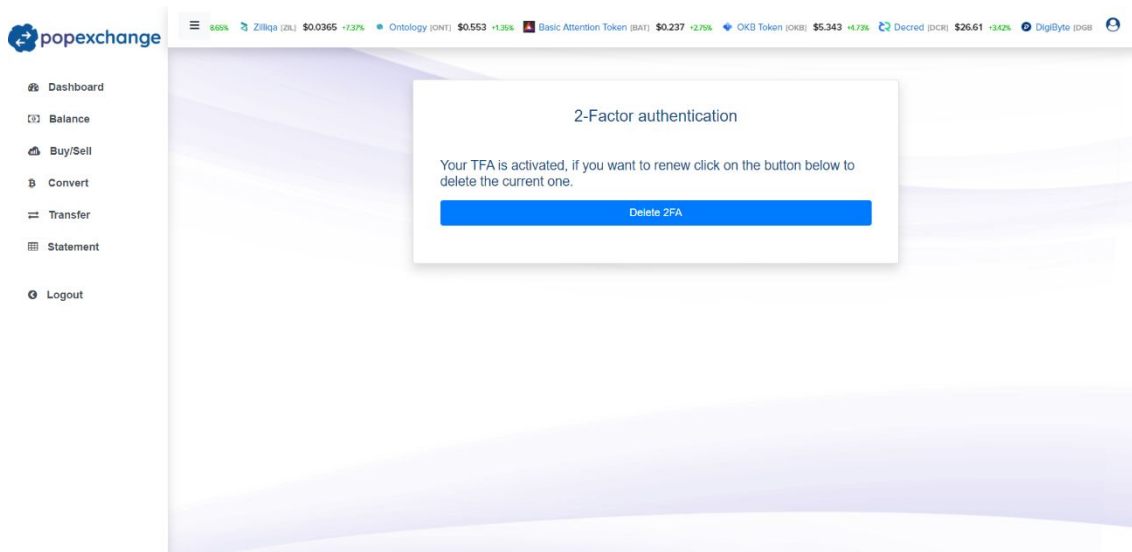 popexchange
8.65% Zilliqa [ZIL] $0.0365 +7.37% Ontology [ONT] $0.553 +1.35% Basic Attention Token [BAT] $0.237 +2.75% OKB Token [OKB] $5.343 +4.73% Decred [DCR] $26.61 +3.42% DigiByte [DGB
Dashboard
Balance
Buy/Sell
Convert
Transfer
Statement
Logout
2-Factor authentication
Your TFA is activated, if you want to renew click on the button below to
delete the current one.
Delete 2FA